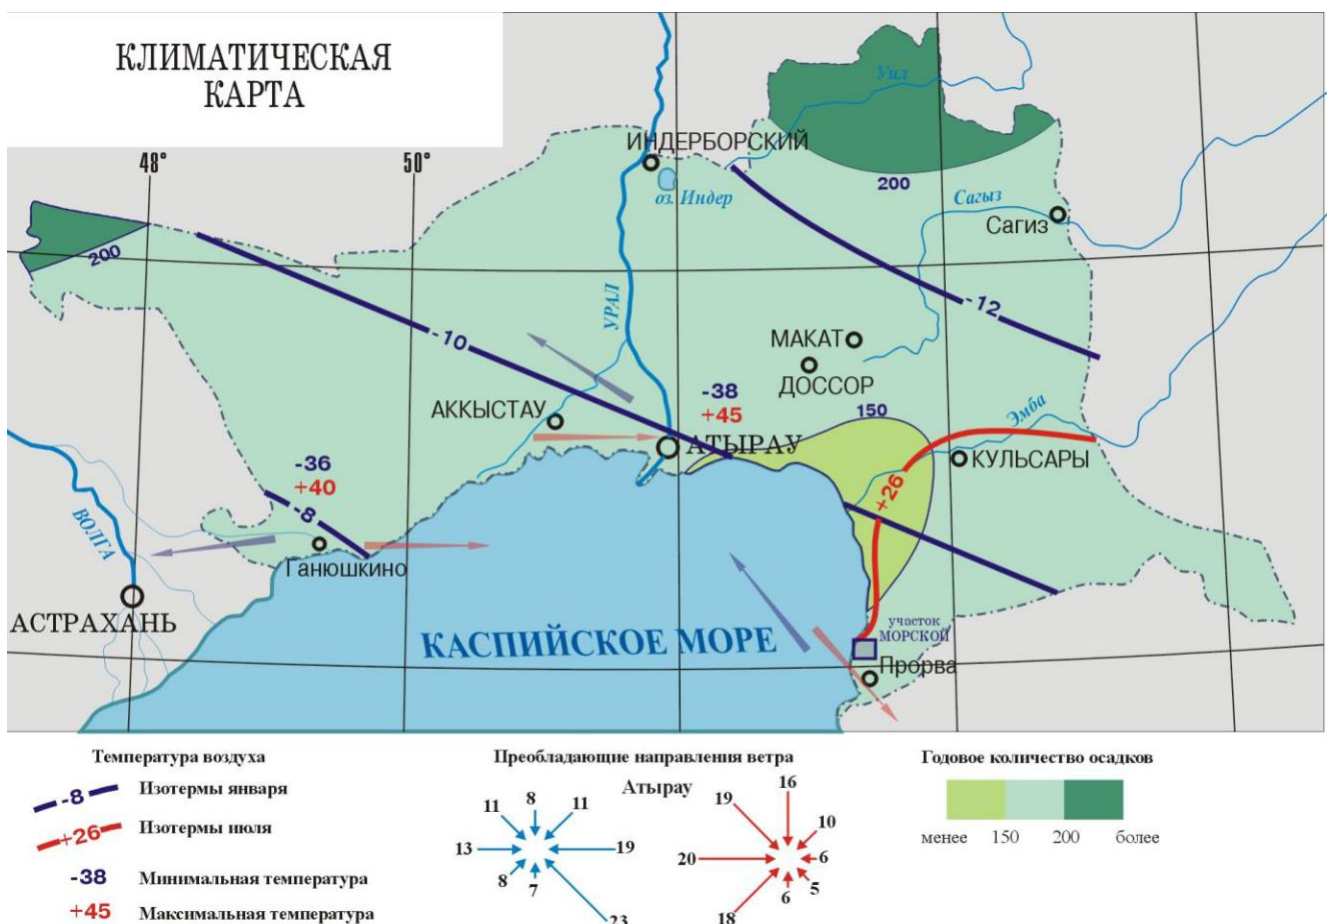 КЛИМАТИЧЕСКАЯ
КАРТА
48°
50°
Уил
ИНДЕРБОРСКИЙ
оз. Индер
200
Сагыз
Сагиз
200
-10
УРАЛ
-12
МАКАТ
ДОССОР
-38
+45
АККЫСТАУ
150
Эмба
АТЫРАУ
КУЛЬСАРЫ
-36
+40
+26
-8
ВОЛГА
Ганюшкино
АСТРАХАНЬ
КАСПИЙСКОЕ МОРЕ
участок
МОРСКОЙ
Прорва
Температура воздуха
-8 Изотермы января
+26 Изотермы июля
-38 Минимальная температура
+45 Максимальная температура
Преобладающие направления ветра
Атырау
11 8 11
13 19
8 7 23
19 16 10
20 6
18 6 5
Годовое количество осадков
менее 150 200 более